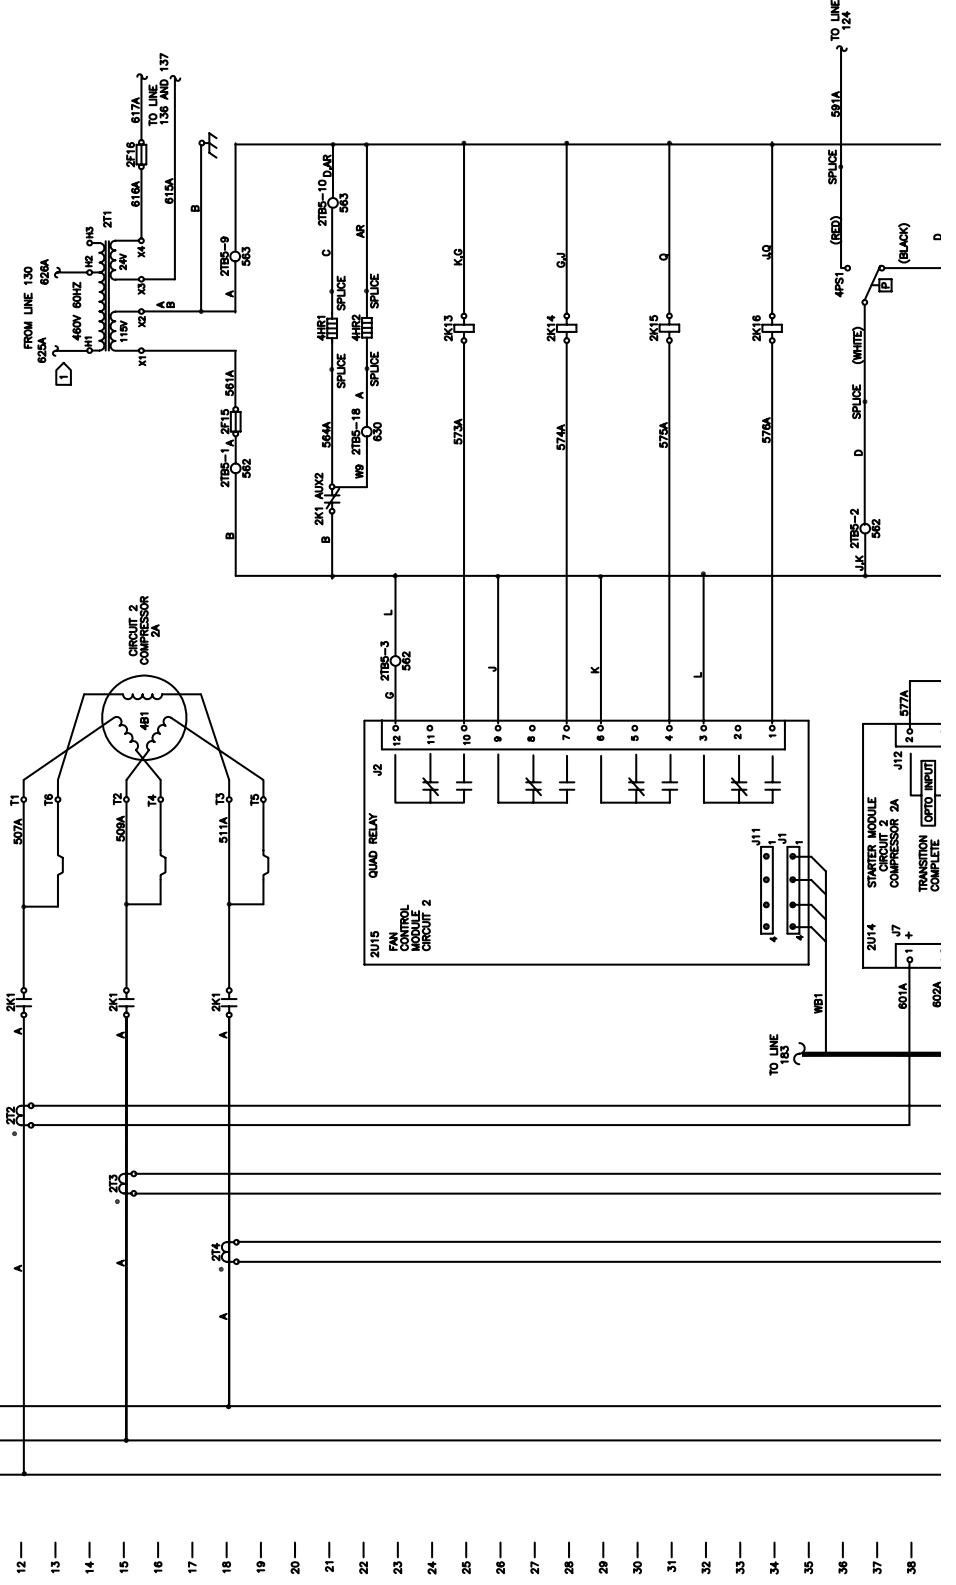 FROM LINE 130
625A
626A
1
460V 60HZ
H1
H2
H3
2T1
115V
24V
X1
X2
X3
X4
A
B
616A
2F16
617A
TO LINE
136 AND 137
615A
B
B
2TB5-1
562
A
2F15
561A
A
2TB5-9
563
CIRCUIT 2
COMPRESSOR
2A
4B1
T1
T6
T2
T4
T3
T5
507A
509A
511A
2K1
2K1
2K1
A
A
A
2T2
2T3
2T4
A
A
A
B
2K1 AUX2
564A
SPLICE
4HR1
SPLICE
C
2TB5-10
563
D,AR
W9
2TB5-18
630
A
SPLICE
4HR2
SPLICE
AR
G
2TB5-3
562
L
573A
2K13
K,G
J
574A
2K14
G,J
K
575A
2K15
Q
L
576A
2K16
J,Q
2U15
FAN
CONTROL
MODULE
CIRCUIT 2
QUAD RELAY
J2
12
11
10
9
8
7
6
5
4
3
2
1
J11
4
1
J1
4
1
WB1
TO LINE
183
TO LINE
124
591A
SPLICE
(RED)
4PS1
P
(BLACK)
D
(WHITE)
SPLICE
D
2TB5-2
562
J,K
577A
2
J12
OPTO INPUT
STARTER MODULE
CIRCUIT 2
COMPRESSOR 2A
TRANSITION
COMPLETE
2U14
J7
+
1
601A
602A
12
13
14
15
16
17
18
19
20
21
22
23
24
25
26
27
28
29
30
31
32
33
34
35
36
37
38